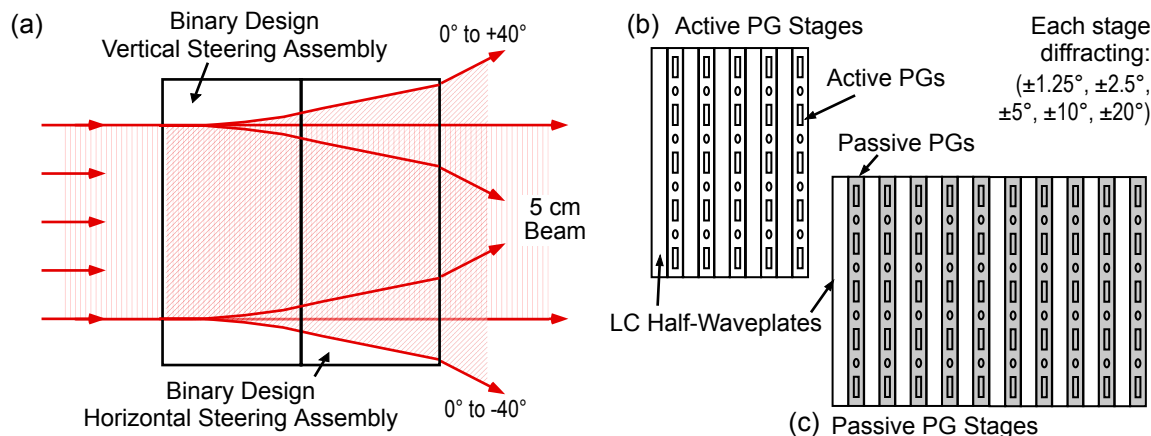 (a)
Binary Design
Vertical Steering Assembly
0° to +40°
5 cm
Beam
Binary Design
Horizontal Steering Assembly
0° to -40°
(b)
Active PG Stages
Each stage
diffracting:
(±1.25°, ±2.5°,
±5°, ±10°, ±20°)
Active PGs
Passive PGs
LC Half-Waveplates
(c) Passive PG Stages